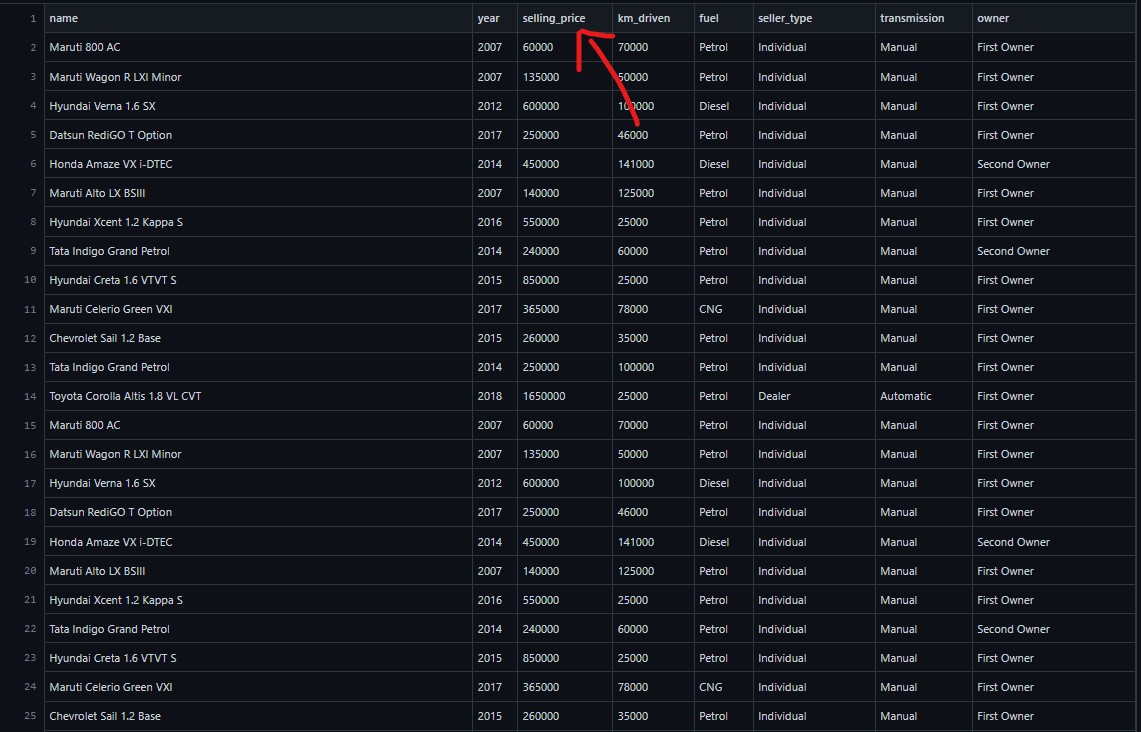 1 name year selling_price km_driven fuel seller_type transmission owner
2 Maruti 800 AC 2007 60000 70000 Petrol Individual Manual First Owner
3 Maruti Wagon R LXI Minor 2007 135000 50000 Petrol Individual Manual First Owner
4 Hyundai Verna 1.6 SX 2012 600000 100000 Diesel Individual Manual First Owner
5 Datsun RediGO T Option 2017 250000 46000 Petrol Individual Manual First Owner
6 Honda Amaze VX i-DTEC 2014 450000 141000 Diesel Individual Manual Second Owner
7 Maruti Alto LX BSIII 2007 140000 125000 Petrol Individual Manual First Owner
8 Hyundai Xcent 1.2 Kappa S 2016 550000 25000 Petrol Individual Manual First Owner
9 Tata Indigo Grand Petrol 2014 240000 60000 Petrol Individual Manual Second Owner
10 Hyundai Creta 1.6 VTVT S 2015 850000 25000 Petrol Individual Manual First Owner
11 Maruti Celerio Green VXI 2017 365000 78000 CNG Individual Manual First Owner
12 Chevrolet Sail 1.2 Base 2015 260000 35000 Petrol Individual Manual First Owner
13 Tata Indigo Grand Petrol 2014 250000 100000 Petrol Individual Manual First Owner
14 Toyota Corolla Altis 1.8 VL CVT 2018 1650000 25000 Petrol Dealer Automatic First Owner
15 Maruti 800 AC 2007 60000 70000 Petrol Individual Manual First Owner
16 Maruti Wagon R LXI Minor 2007 135000 50000 Petrol Individual Manual First Owner
17 Hyundai Verna 1.6 SX 2012 600000 100000 Diesel Individual Manual First Owner
18 Datsun RediGO T Option 2017 250000 46000 Petrol Individual Manual First Owner
19 Honda Amaze VX i-DTEC 2014 450000 141000 Diesel Individual Manual Second Owner
20 Maruti Alto LX BSIII 2007 140000 125000 Petrol Individual Manual First Owner
21 Hyundai Xcent 1.2 Kappa S 2016 550000 25000 Petrol Individual Manual First Owner
22 Tata Indigo Grand Petrol 2014 240000 60000 Petrol Individual Manual Second Owner
23 Hyundai Creta 1.6 VTVT S 2015 850000 25000 Petrol Individual Manual First Owner
24 Maruti Celerio Green VXI 2017 365000 78000 CNG Individual Manual First Owner
25 Chevrolet Sail 1.2 Base 2015 260000 35000 Petrol Individual Manual First Owner